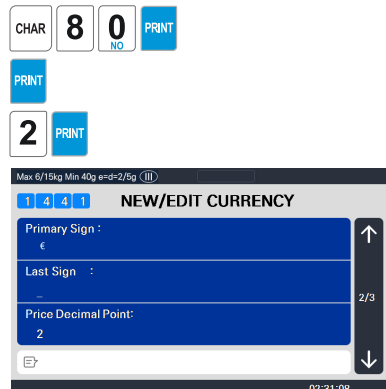 CHAR 8 0 NO PRINT
PRINT
2 PRINT
Max 6/15kg Min 40g e=d=2/5g III
1 4 4 1 NEW/EDIT CURRENCY
Primary Sign :
€
Last Sign :
_
2/3
Price Decimal Point:
2
02:31:08